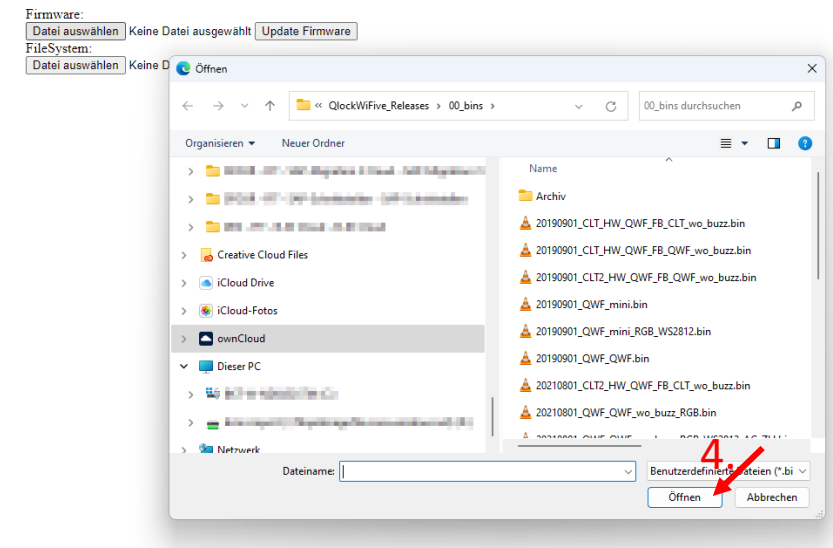 Firmware:
Datei auswählen Keine Datei ausgewählt Update Firmware
FileSystem:
Datei auswählen Keine D
Öffnen
« QlockWiFive_Releases › 00_bins ›
00_bins durchsuchen
Organisieren
Neuer Ordner
Creative Cloud Files
iCloud Drive
iCloud-Fotos
ownCloud
Dieser PC
Netzwerk
Name
Archiv
20190901_CLT_HW_QWF_FB_CLT_wo_buzz.bin
20190901_CLT_HW_QWF_FB_QWF_wo_buzz.bin
20190901_CLT2_HW_QWF_FB_QWF_wo_buzz.bin
20190901_QWF_mini.bin
20190901_QWF_mini_RGB_WS2812.bin
20190901_QWF_QWF.bin
20210801_CLT2_HW_QWF_FB_CLT_wo_buzz.bin
20210801_QWF_QWF_wo_buzz_RGB.bin
Dateiname:
Benutzerdefinierte Dateien (*.bi
4.
Öffnen
Abbrechen